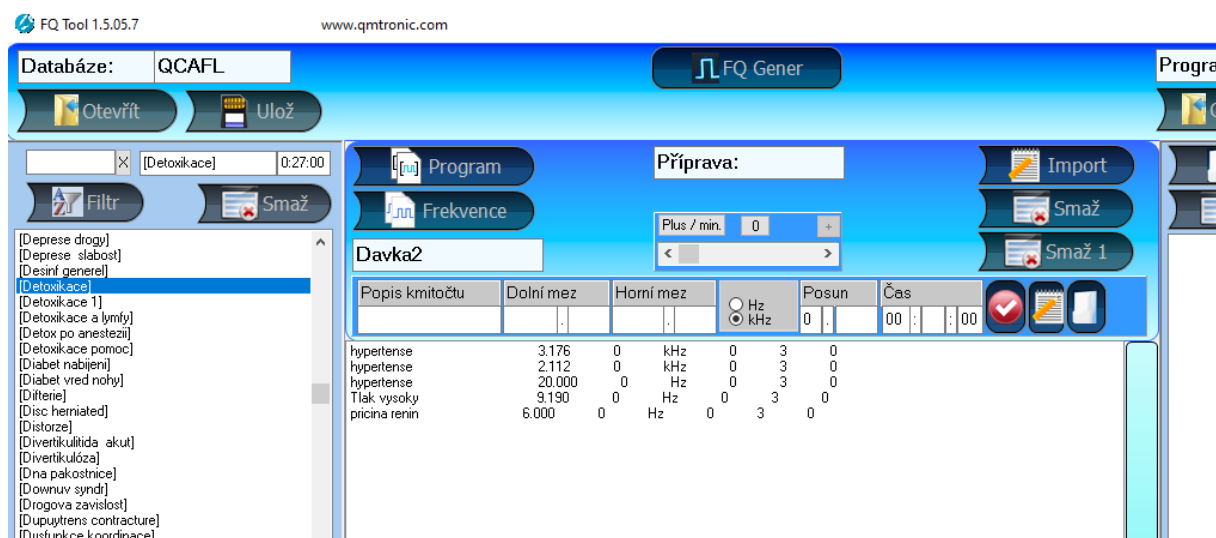 FQ Tool 1.5.05.7 www.qmtronic.com
Databáze: QCAFL
FQ Gener
Otevřít
Ulož
X [Detoxikace] 0:27:00
Filtr
Smaž
[Deprese drogy]
[Deprese slabost]
[Desinf generel]
[Detoxikace]
[Detoxikace 1]
[Detoxikace a lymfy]
[Detox po anestezii]
[Detoxikace pomoc]
[Diabet nabijeni]
[Diabet vred nohy]
[Difterie]
[Disc herniated]
[Distorze]
[Divertikulitida akut]
[Divertikulóza]
[Dna pakostnice]
[Downuv syndr]
[Drogova zavislost]
[Dupuytrens contracture]
[Dusfunkce koordinace]
Program
Frekvence
Davka2
Příprava:
Plus / min. 0 +
< >
Import
Smaž
Smaž 1
Popis kmitočtu Dolní mez Horní mez Hz kHz Posun Čas
. . 0 . 00 : : 00
hypertense 3.176 0 kHz 0 3 0
hypertense 2.112 0 kHz 0 3 0
hypertense 20.000 0 Hz 0 3 0
Tlak vysoky 9.190 0 Hz 0 3 0
pricina renin 6.000 0 Hz 0 3 0